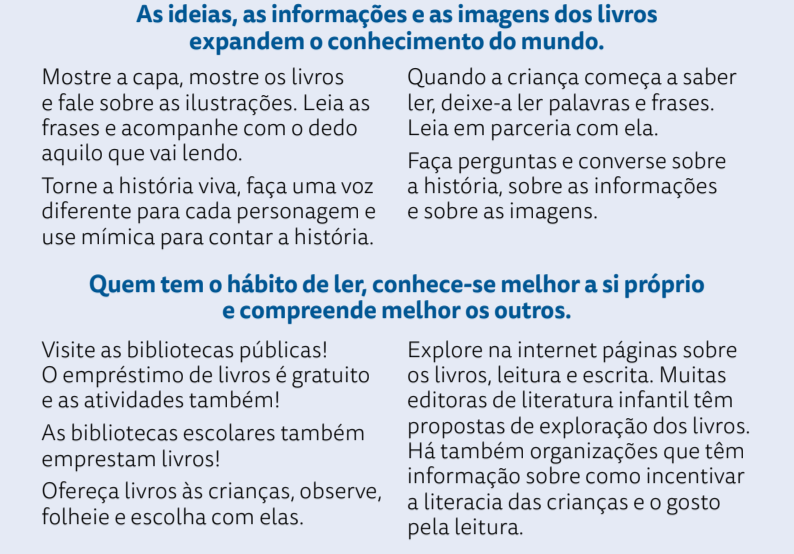 As ideias, as informações e as imagens dos livros
expandem o conhecimento do mundo.
Mostre a capa, mostre os livros
e fale sobre as ilustrações. Leia as
frases e acompanhe com o dedo
aquilo que vai lendo.
Torne a história viva, faça uma voz
diferente para cada personagem e
use mímica para contar a história.
Quando a criança começa a saber
ler, deixe-a ler palavras e frases.
Leia em parceria com ela.
Faça perguntas e converse sobre
a história, sobre as informações
e sobre as imagens.
Quem tem o hábito de ler, conhece-se melhor a si próprio
e compreende melhor os outros.
Visite as bibliotecas públicas!
O empréstimo de livros é gratuito
e as atividades também!
As bibliotecas escolares também
emprestam livros!
Ofereça livros às crianças, observe,
folheie e escolha com elas.
Explore na internet páginas sobre
os livros, leitura e escrita. Muitas
editoras de literatura infantil têm
propostas de exploração dos livros.
Há também organizações que têm
informação sobre como incentivar
a literacia das crianças e o gosto
pela leitura.